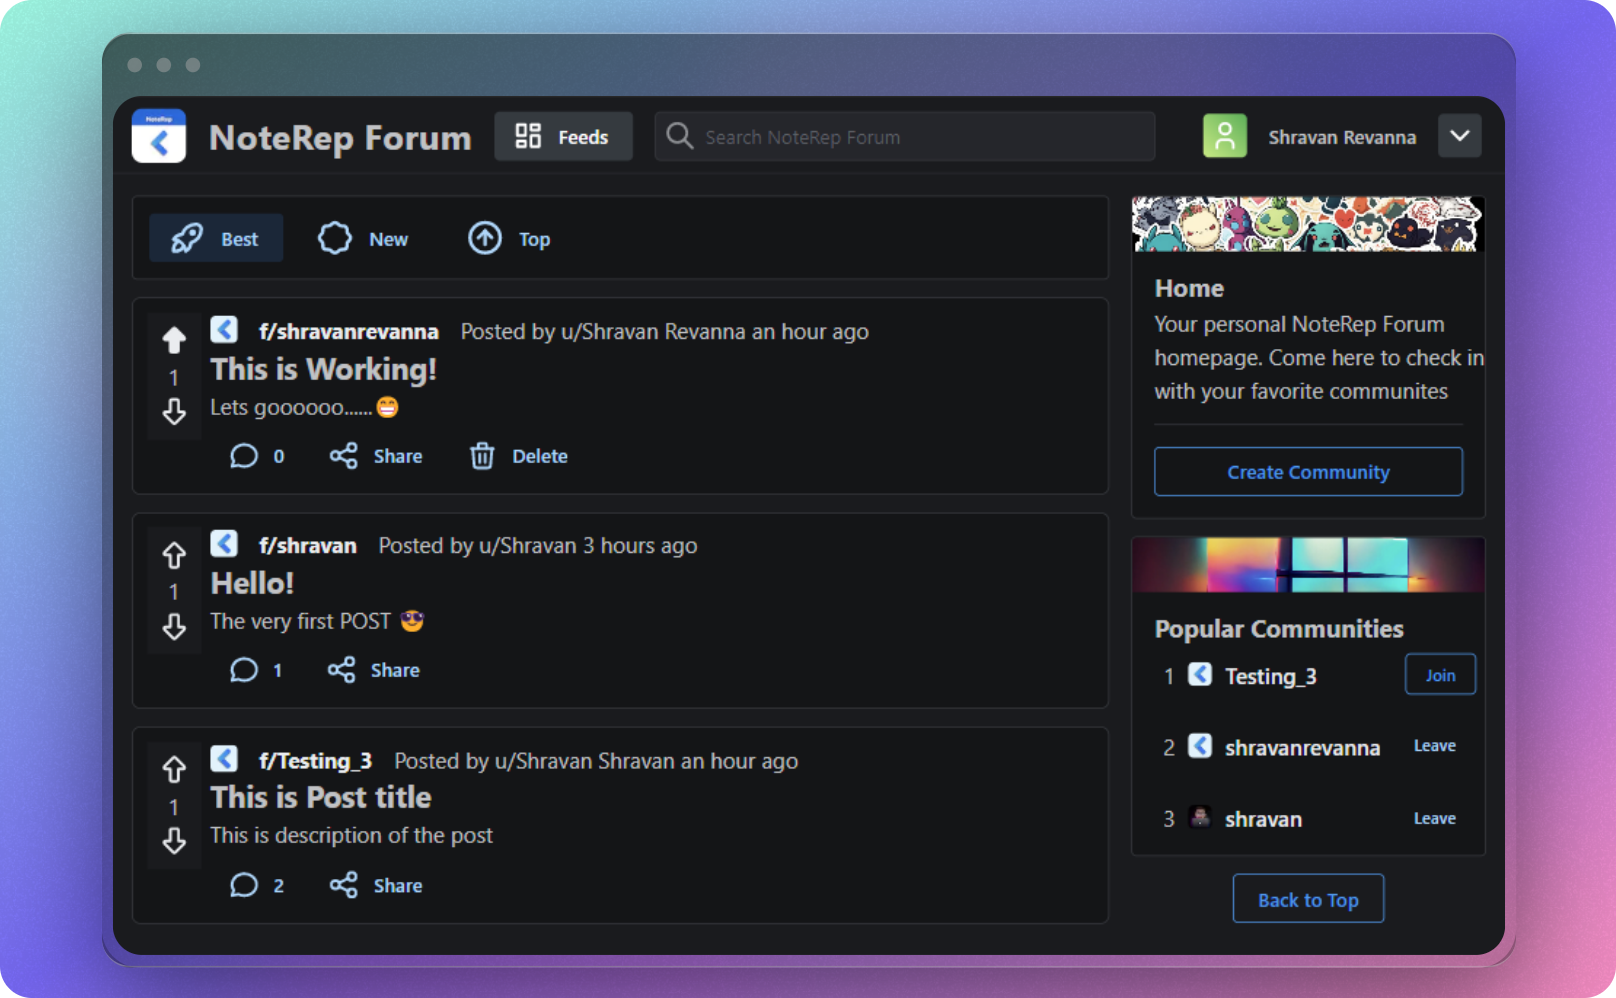 NoteRep
NoteRep Forum
Feeds
Search NoteRep Forum
Shravan Revanna
Best
New
Top
f/shravanrevanna Posted by u/Shravan Revanna an hour ago
1
This is Working!
Lets goooooo......😁
0
Share
Delete
f/shravan Posted by u/Shravan 3 hours ago
1
Hello!
The very first POST 😎
1
Share
f/Testing_3 Posted by u/Shravan Shravan an hour ago
1
This is Post title
This is description of the post
2
Share
Home
Your personal NoteRep Forum
homepage. Come here to check in
with your favorite communites
Create Community
Popular Communities
1 Testing_3 Join
2 shravanrevanna Leave
3 shravan Leave
Back to Top